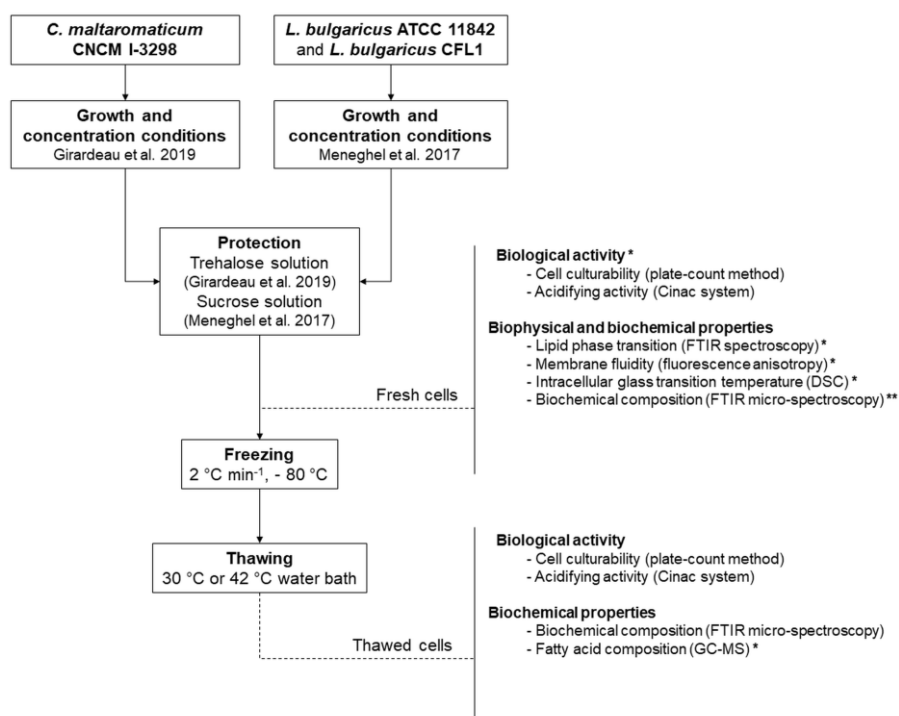 C. maltaromaticum
CNCM I-3298
L. bulgaricus ATCC 11842
and L. bulgaricus CFL1
Growth and
concentration conditions
Girardeau et al. 2019
Growth and
concentration conditions
Meneghel et al. 2017
Protection
Trehalose solution
(Girardeau et al. 2019)
Sucrose solution
(Meneghel et al. 2017)
Biological activity *
- Cell culturability (plate-count method)
- Acidifying activity (Cinac system)
Biophysical and biochemical properties
- Lipid phase transition (FTIR spectroscopy) *
- Membrane fluidity (fluorescence anisotropy) *
- Intracellular glass transition temperature (DSC) *
- Biochemical composition (FTIR micro-spectroscopy) **
Fresh cells
Freezing
2 °C min⁻¹, - 80 °C
Thawing
30 °C or 42 °C water bath
Biological activity
- Cell culturability (plate-count method)
- Acidifying activity (Cinac system)
Biochemical properties
- Biochemical composition (FTIR micro-spectroscopy)
- Fatty acid composition (GC-MS) *
Thawed cells